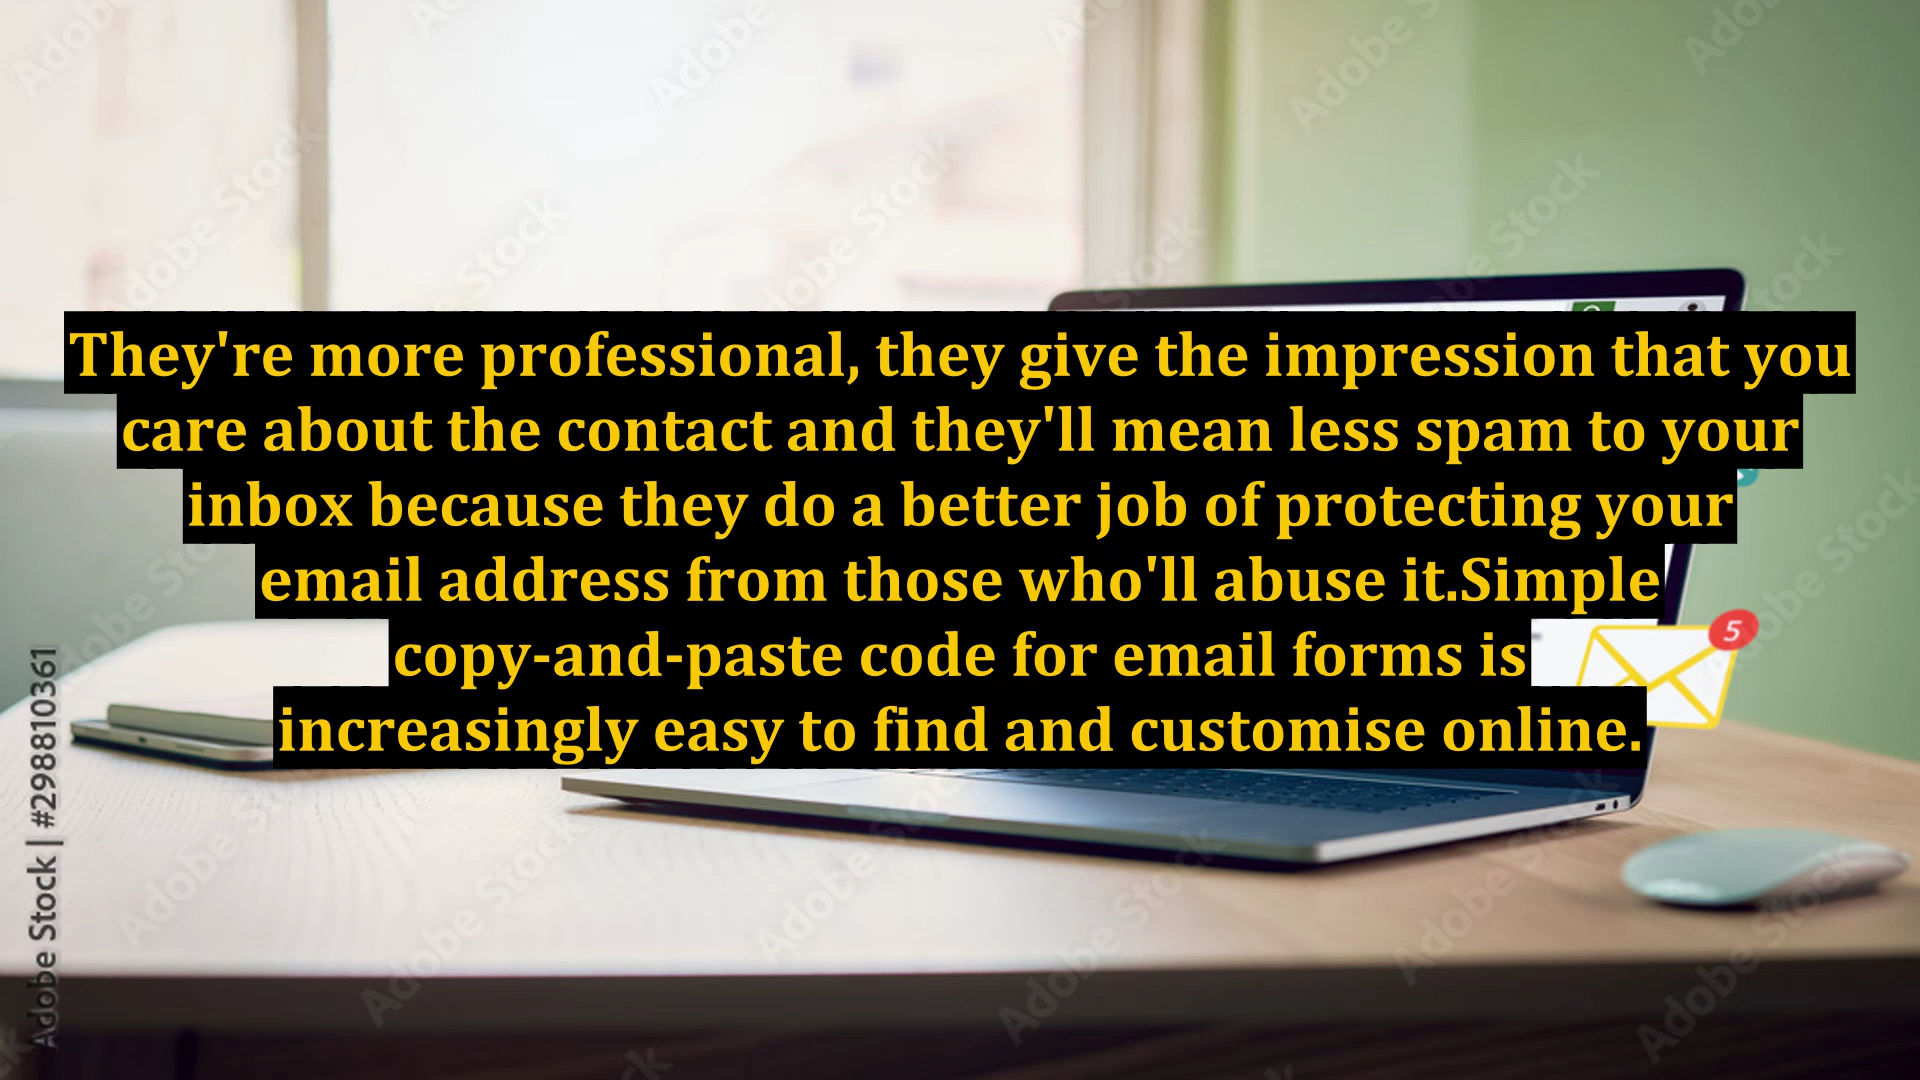 They're more professional, they give the impression that you
care about the contact and they'll mean less spam to your
inbox because they do a better job of protecting your
email address from those who'll abuse it.Simple
copy-and-paste code for email forms is
increasingly easy to find and customise online.
5
Adobe Stock | #298810361
Adobe Stock